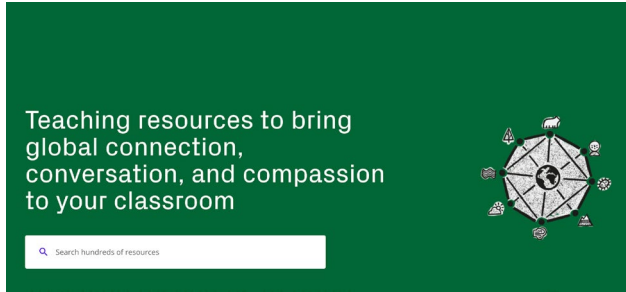 Teaching resources to bring
global connection,
conversation, and compassion
to your classroom
Search hundreds of resources